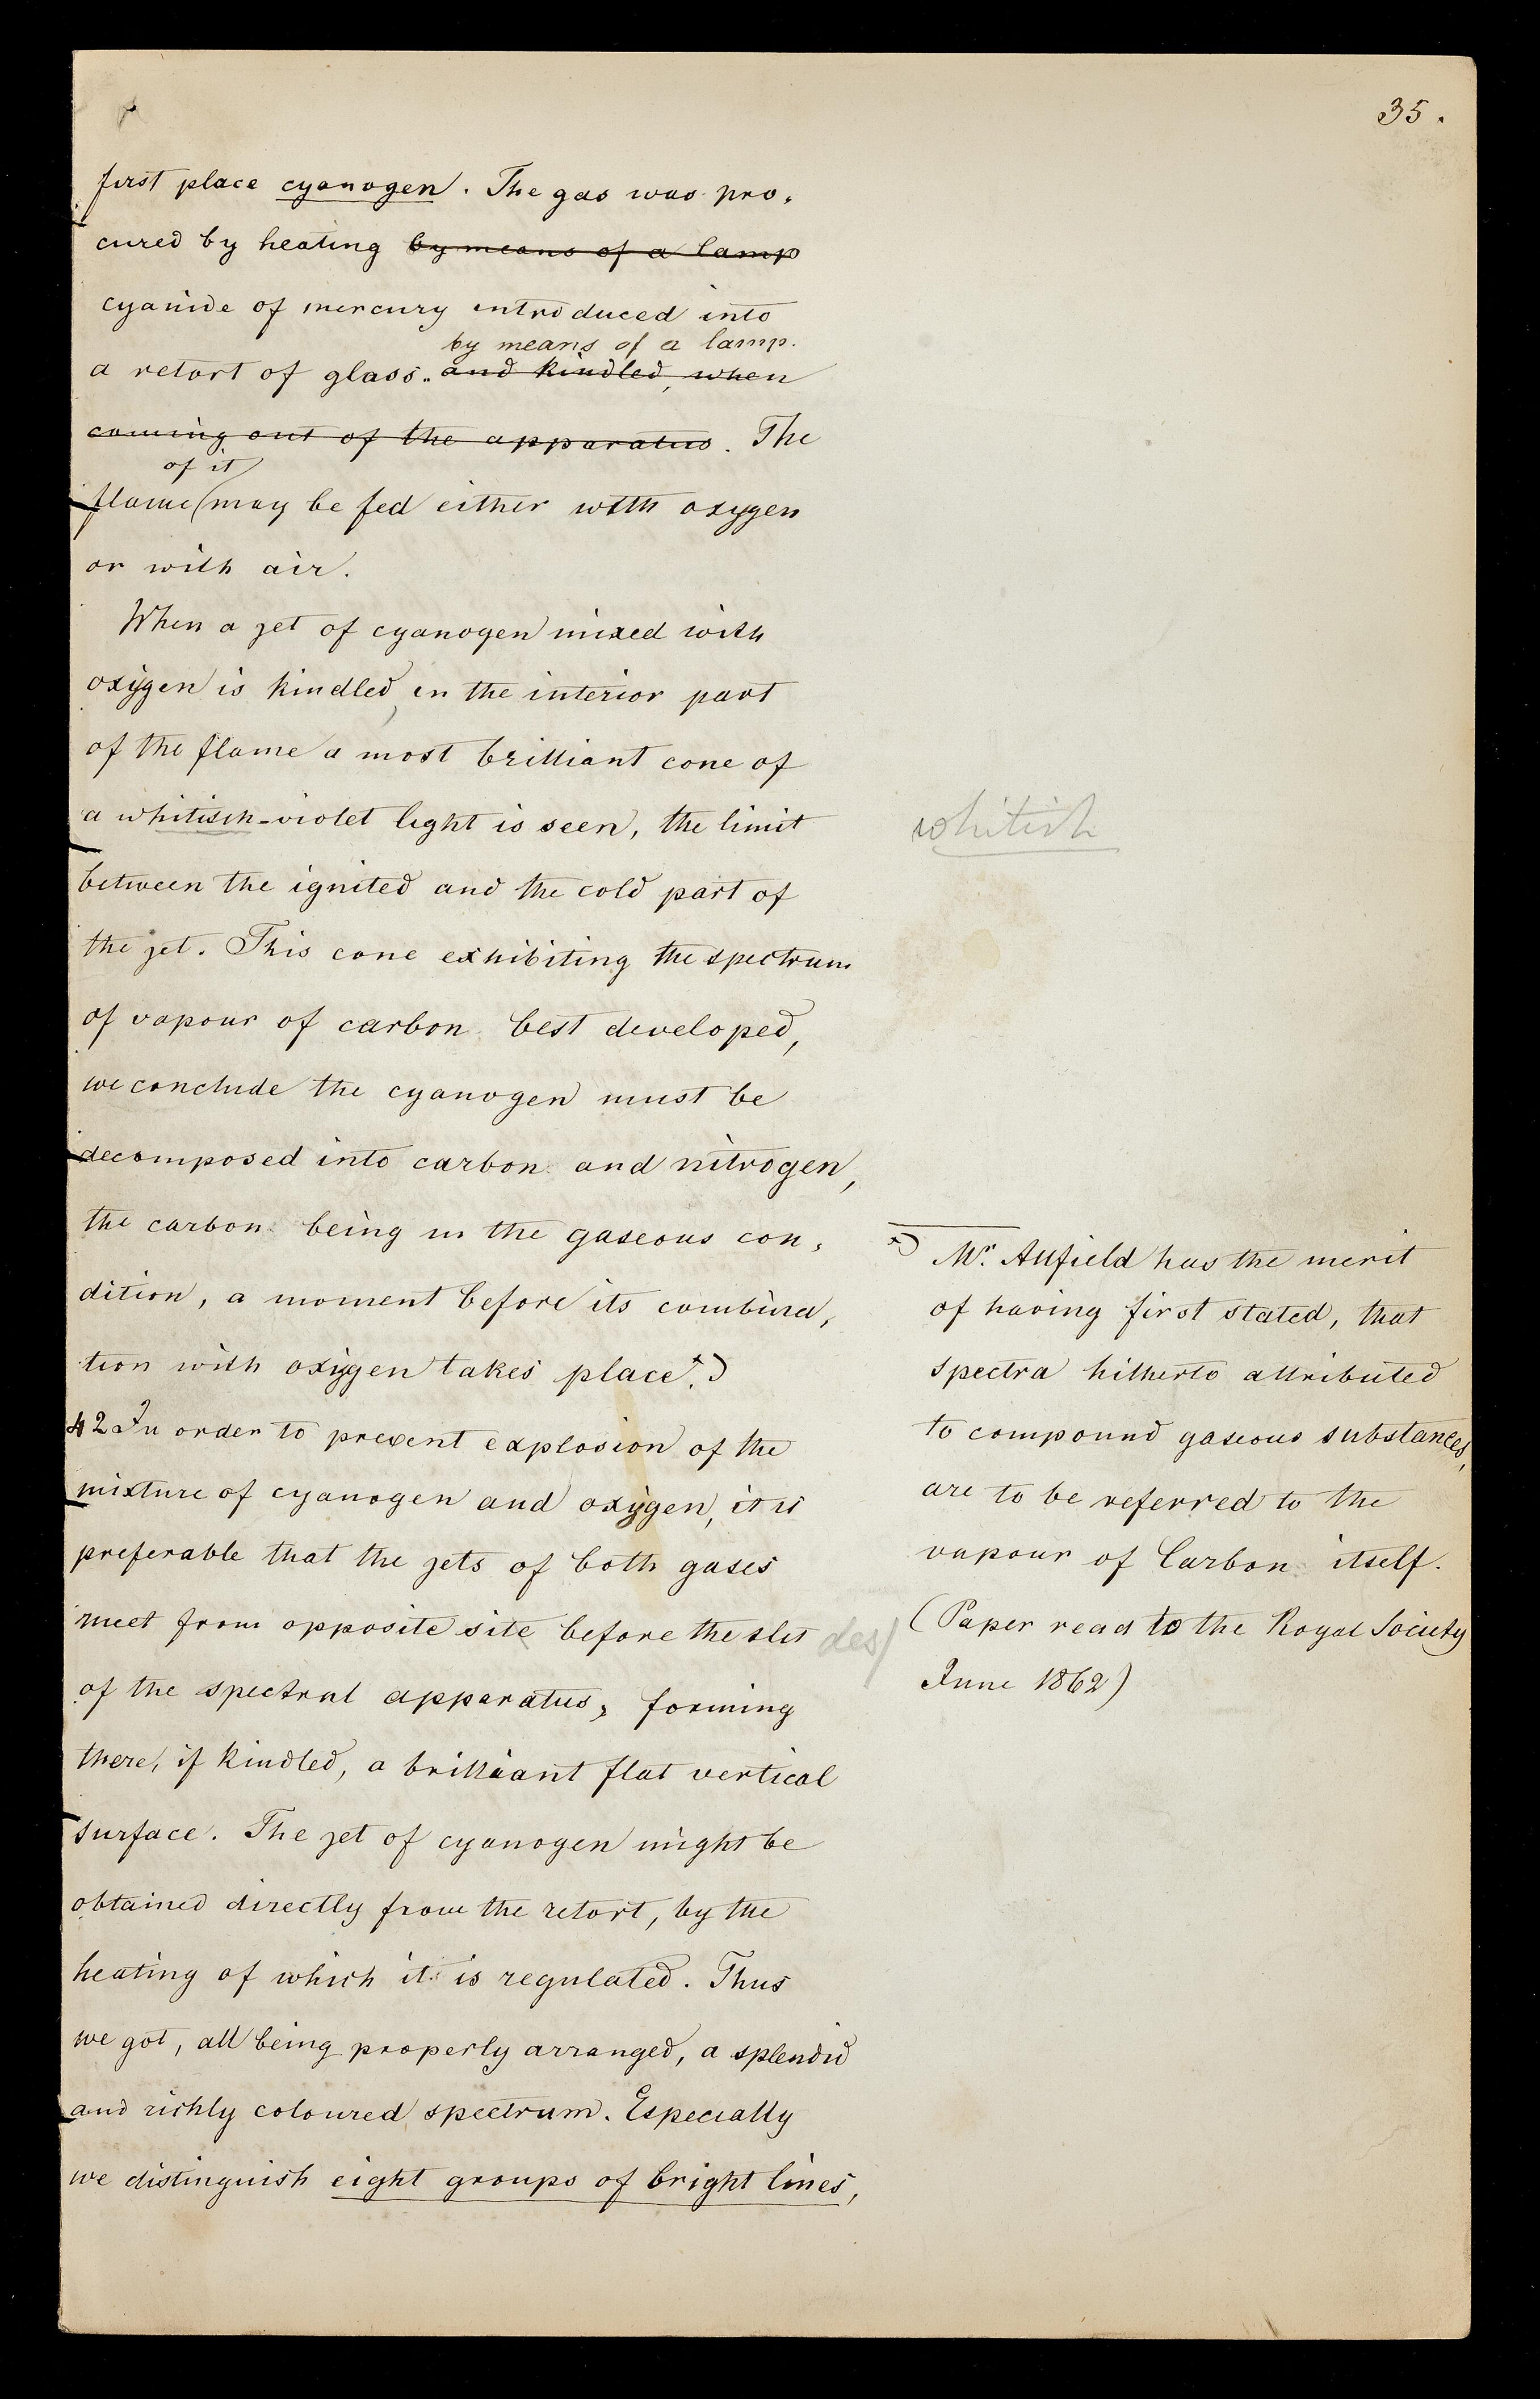 35.
first place cyanogen. The gas was pro,
cured by heating by means of a lamp
cyanide of mercury introduced into
by means of a lamp.
a retort of glass. and kindled, when
coming out of the apparatus. The
of it
flame may be fed either with oxygen
or with air.
When a jet of cyanogen mixed with
oxygen is kindled, in the interior part
of the flame a most brilliant cone of
a whitisch-violet light is seen, the limit
whitish
between the ignited and the cold part of
the jet. This cone exhibiting the spectrum
of vapour of carbon best developed,
we conclude the cyanogen must be
decomposed into carbon and nitrogen,
the carbon being in the gaseous con,
dition, a moment before its combina,
tion with oxygen takes place.*)
42 In order to prevent explosion of the
mixture of cyanogen and oxygen, it is
preferable that the jets of both gases
meet from opposite site before the slit
des/
of the spectral apparatus, forming
there, if kindled, a brilliant flat vertical
surface. The jet of cyanogen might be
obtained directly from the retort, by the
heating of which it is regulated. Thus
we got, all being properly arranged, a splendid
and richly coloured spectrum. Especially
we distinguish eight groups of bright lines,
*) Mr. Attfield has the merit
of having first stated, that
spectra hitherto attributed
to compound gaseous substances,
are to be referred to the
vapour of Carbon itself.
(Paper read to the Royal Society
June 1862)